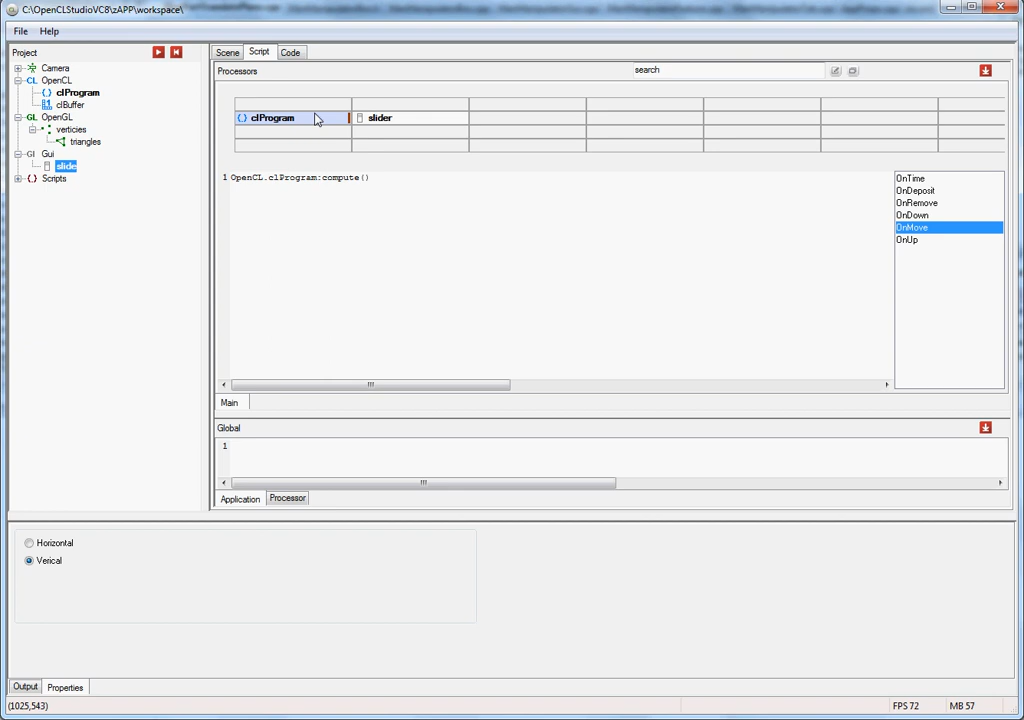 C:\OpenCLStudioVC8\zAPP\workspace\
File Help
Project
Camera
CL OpenCL
{} clProgram
clBuffer
GL OpenGL
verticies
triangles
GI Gui
slide
{} Scripts
Scene Script Code
Processors
search
{} clProgram slider
1 OpenCL.clProgram:compute()
OnTime
OnDeposit
OnRemove
OnDown
OnMove
OnUp
Main
Global
1
Application Processor
Horizontal
Verical
Output Properties
(1025,543) FPS 72 MB 57